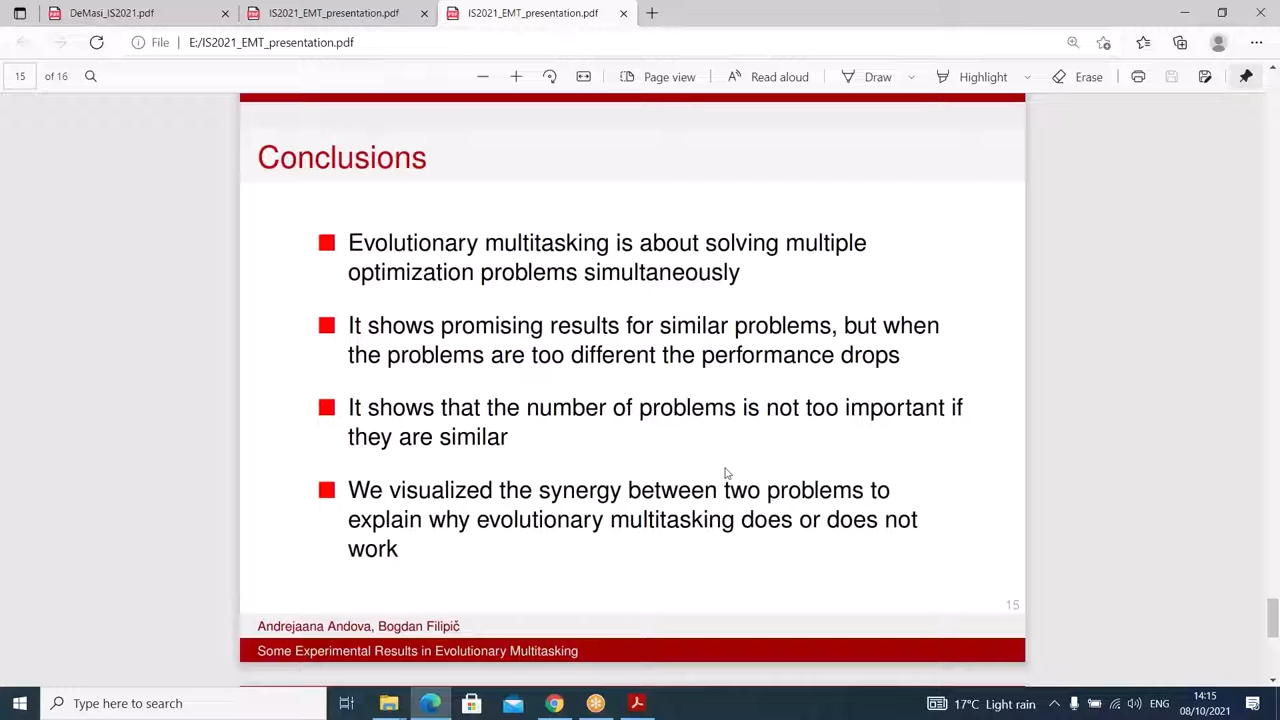 DeMasi_IS2021.pdf
IS2021_EMT_presentation.pdf
IS2021_EMT_presentation.pdf
File
E:/IS2021_EMT_presentation.pdf
15 of 16
Page view
Read aloud
Draw
Highlight
Erase
Conclusions
Evolutionary multitasking is about solving multiple
optimization problems simultaneously
It shows promising results for similar problems, but when
the problems are too different the performance drops
It shows that the number of problems is not too important if
they are similar
We visualized the synergy between two problems to
explain why evolutionary multitasking does or does not
work
15
Andrejaana Andova, Bogdan Filipič
Some Experimental Results in Evolutionary Multitasking
Type here to search
17°C Light rain
ENG
14:15
08/10/2021